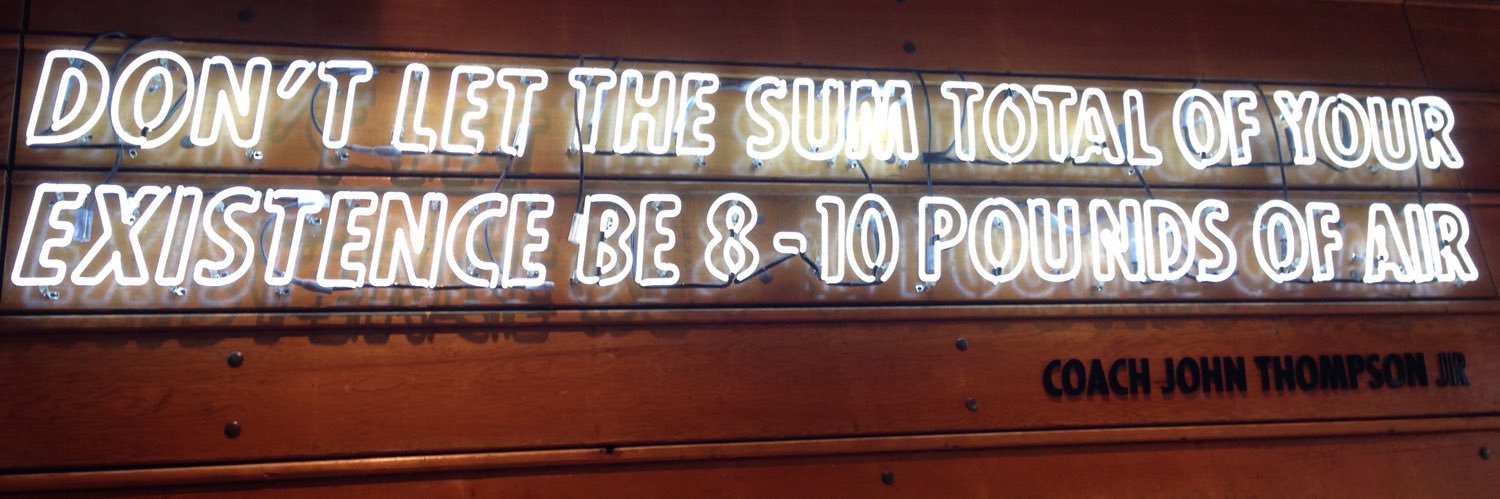 DON'T LET THE SUM TOTAL OF YOUR
EXISTENCE BE 8-10 POUNDS OF AIR
COACH JOHN THOMPSON JR